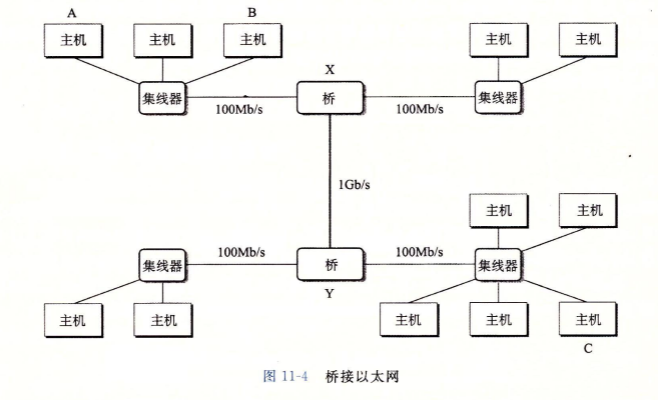 A
B
主机
主机
主机
主机
主机
X
集线器
桥
集线器
100Mb/s
100Mb/s
1Gb/s
主机
主机
集线器
100Mb/s
桥
100Mb/s
集线器
Y
主机
主机
主机
主机
主机
C
图 11-4 桥接以太网